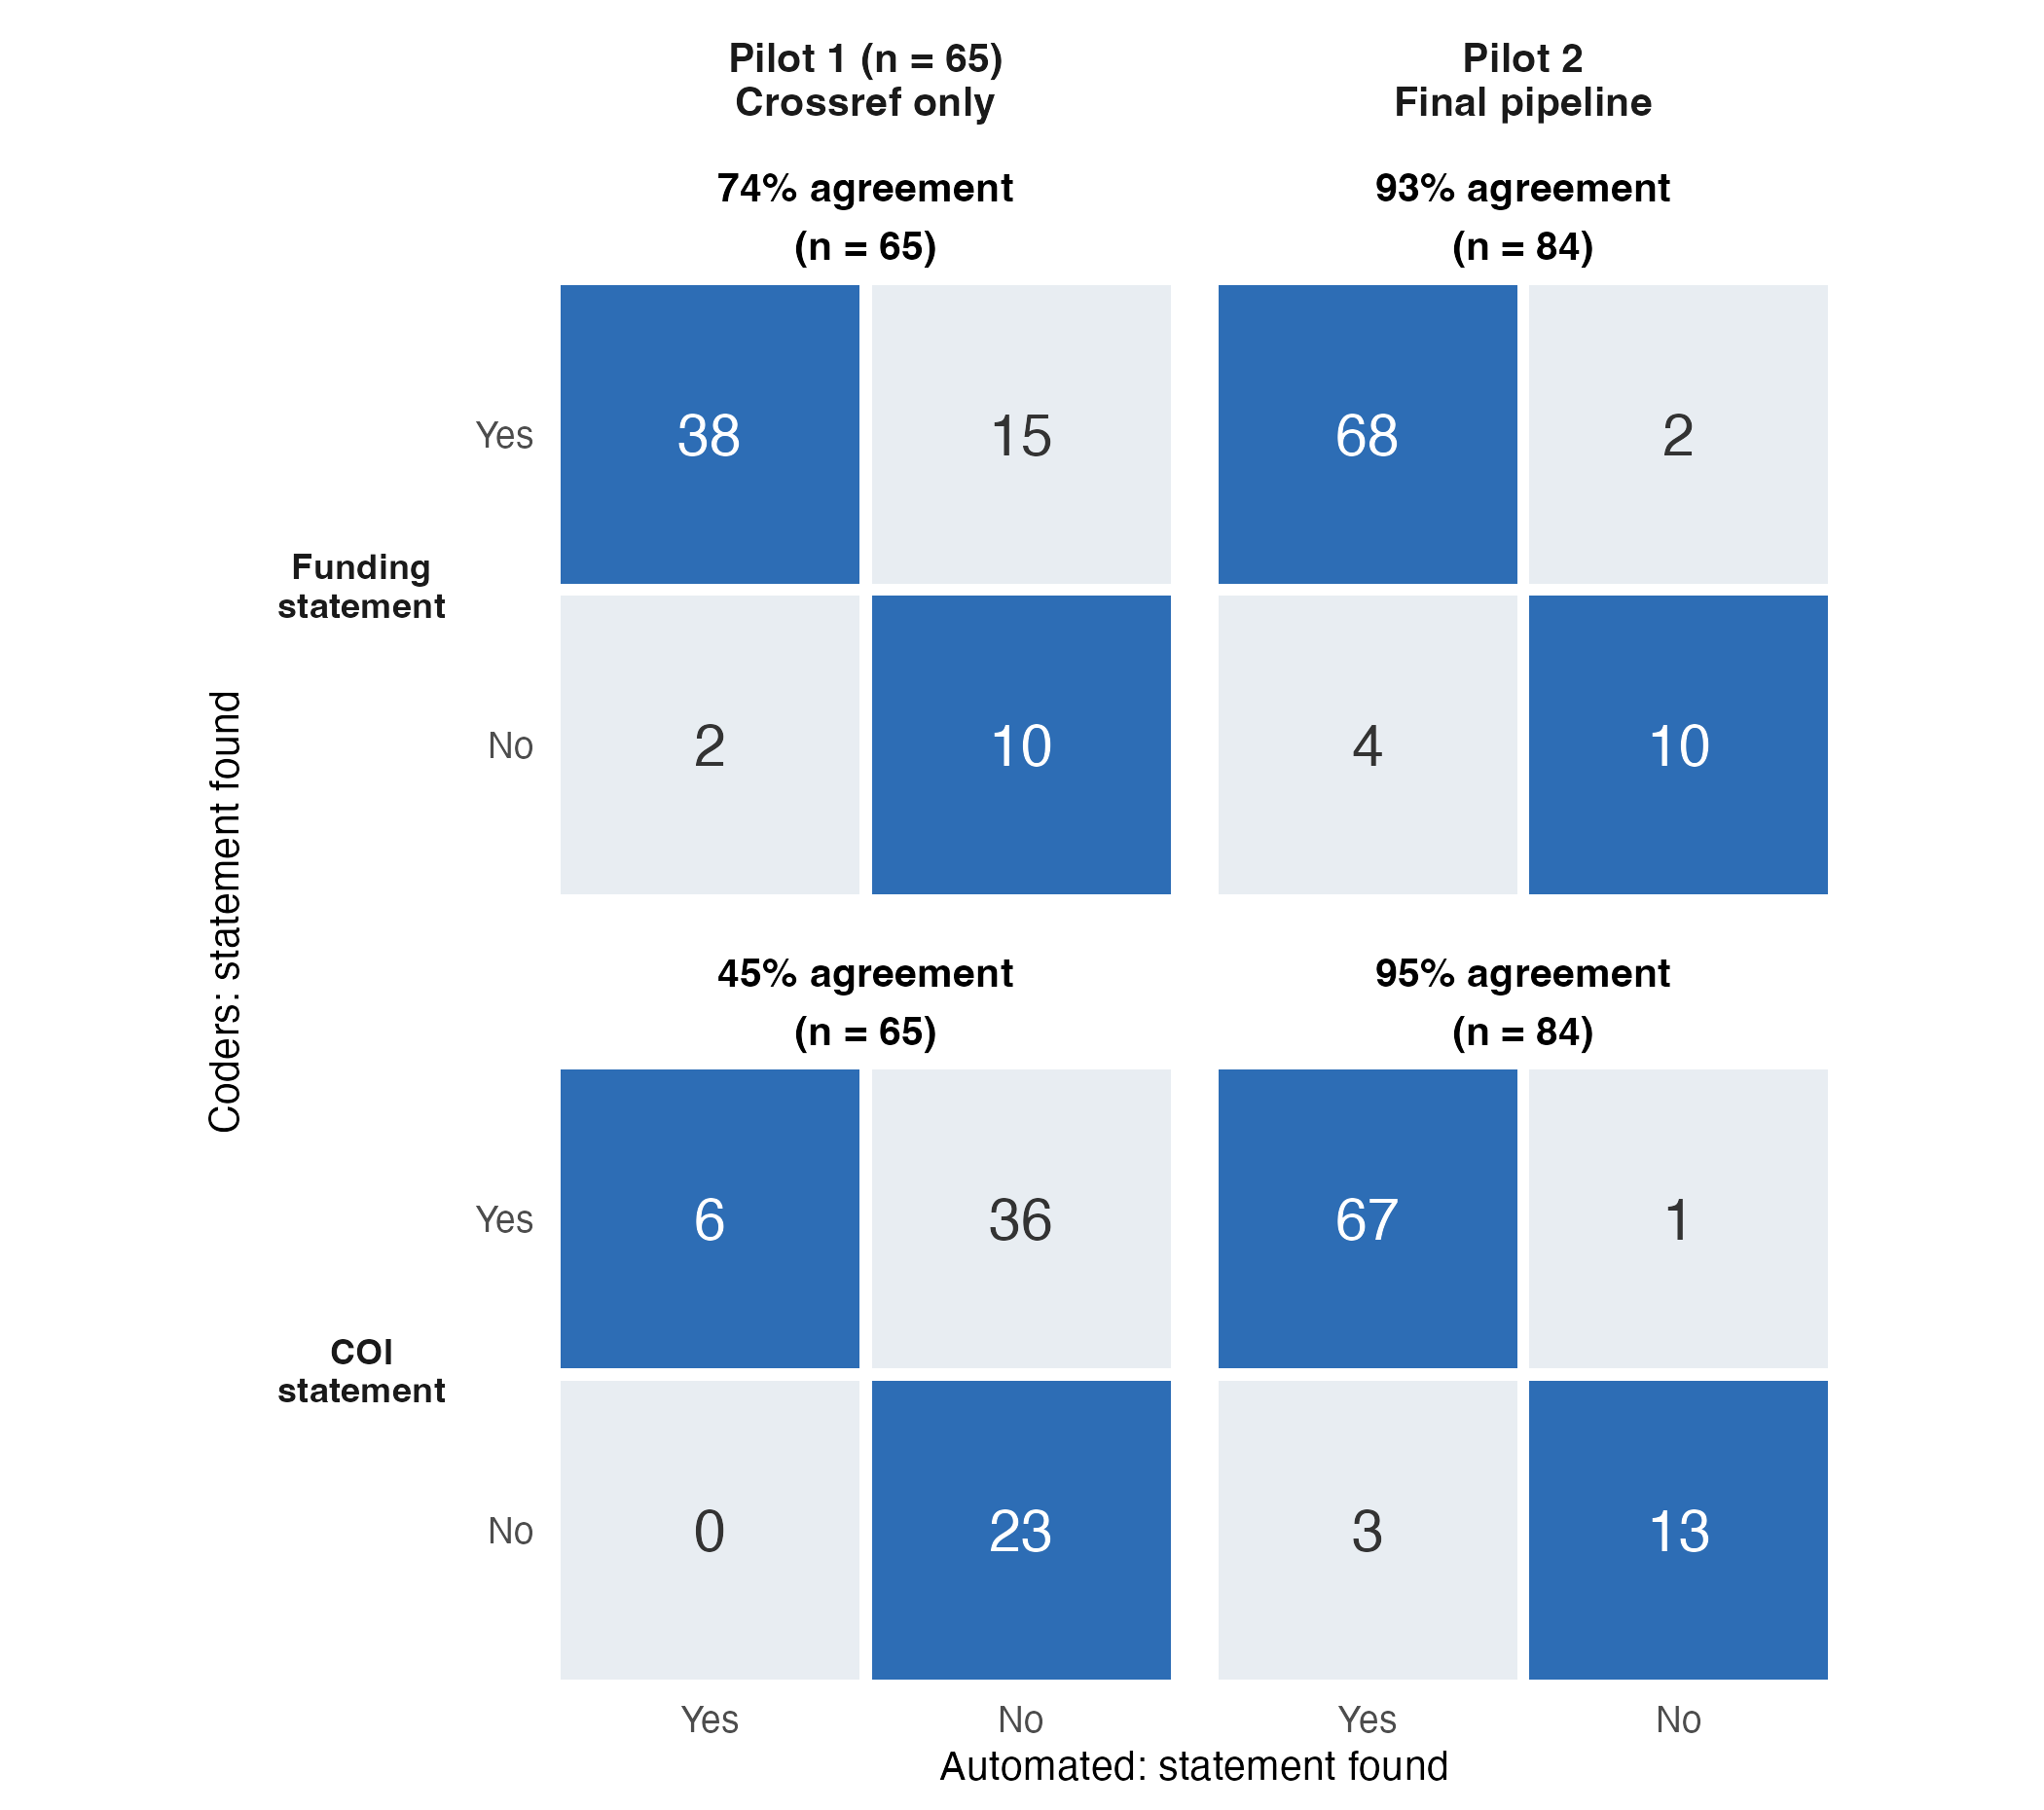 Pilot 1 (n = 65)
Crossref only
Pilot 2
Final pipeline
74% agreement
(n = 65)
93% agreement
(n = 84)
Funding
statement
Yes
38
15
68
2
No
2
10
4
10
Coders: statement found
45% agreement
(n = 65)
95% agreement
(n = 84)
COI
statement
Yes
6
36
67
1
No
0
23
3
13
Yes
No
Yes
No
Automated: statement found